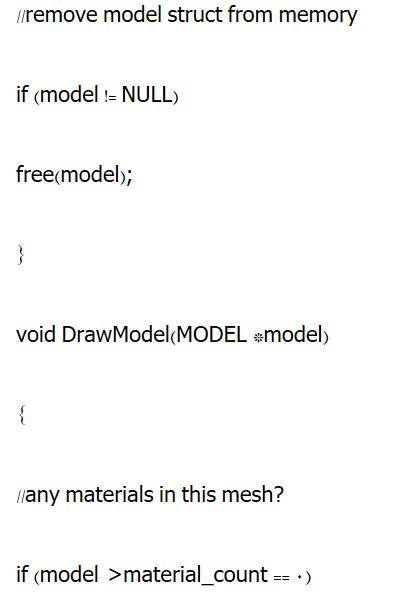 //remove model struct from memory
if (model != NULL)
free(model);
}
void DrawModel(MODEL *model)
{
//any materials in this mesh?
if (model >material_count == ٠)